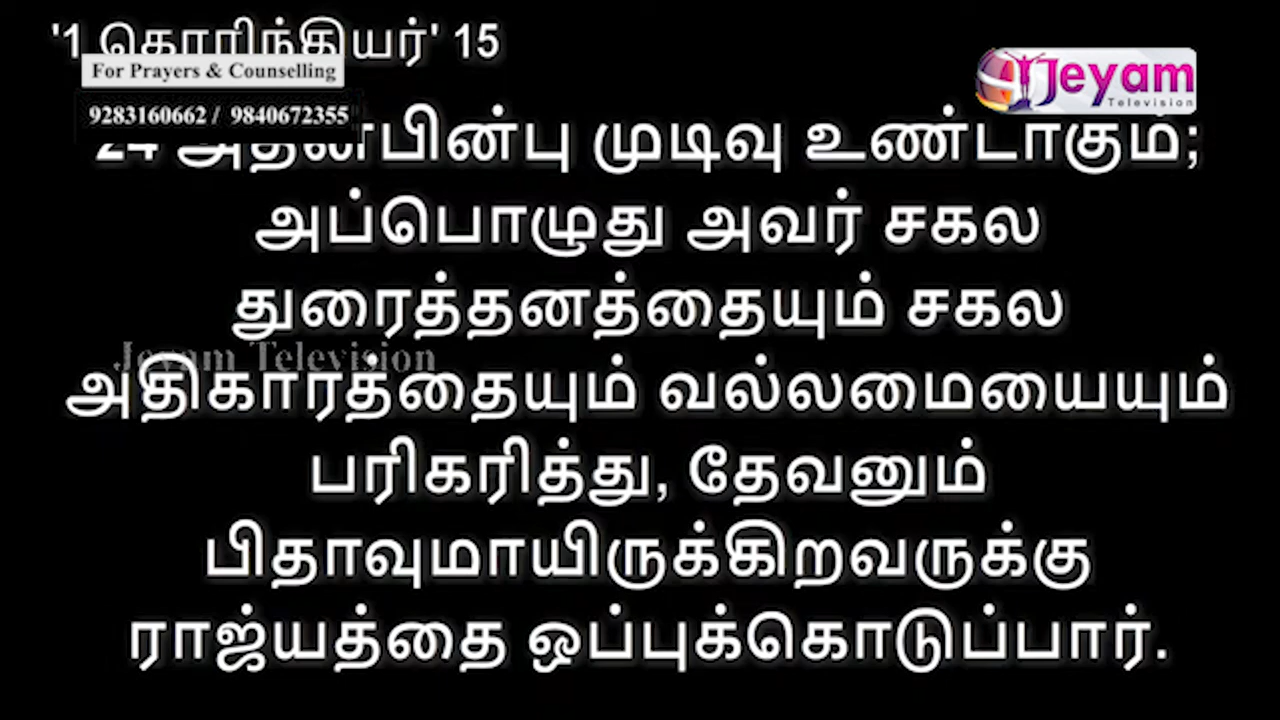 '1 கொரிந்தியர்' 15
For Prayers & Counselling
Jeyam
Television
9283160662 / 9840672355
24 அதன்பின்பு முடிவு உண்டாகும்;
அப்பொழுது அவர் சகல
துரைத்தனத்தையும் சகல
Jeyam Television
அதிகாரத்தையும் வல்லமையையும்
பரிகரித்து, தேவனும்
பிதாவுமாயிருக்கிறவருக்கு
ராஜ்யத்தை ஒப்புக்கொடுப்பார்.